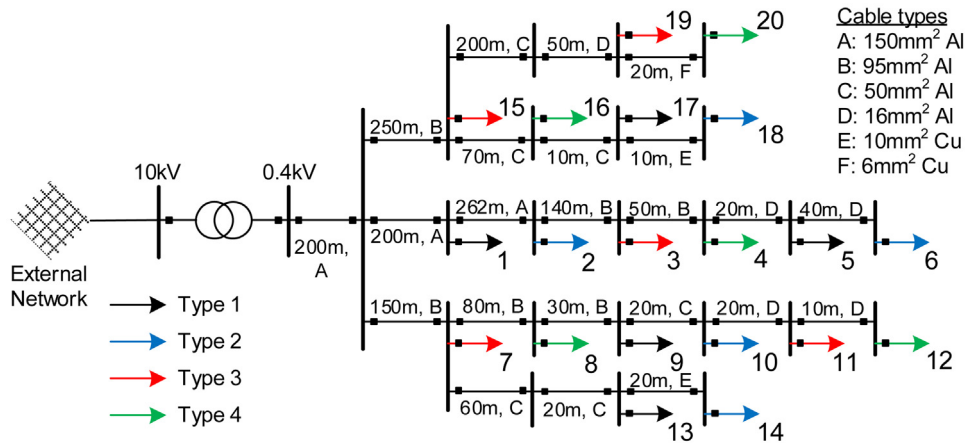 19
20
Cable types
A: 150mm² Al
B: 95mm² Al
C: 50mm² Al
D: 16mm² Al
E: 10mm² Cu
F: 6mm² Cu
200m, C
50m, D
20m, F
15
16
17
18
250m, B
70m, C
10m, C
10m, E
10kV
0.4kV
200m, A
200m, A
262m, A
140m, B
50m, B
20m, D
40m, D
1
2
3
4
5
6
External
Network
Type 1
Type 2
Type 3
Type 4
150m, B
80m, B
30m, B
20m, C
20m, D
10m, D
7
8
9
10
11
12
60m, C
20m, C
20m, E
13
14